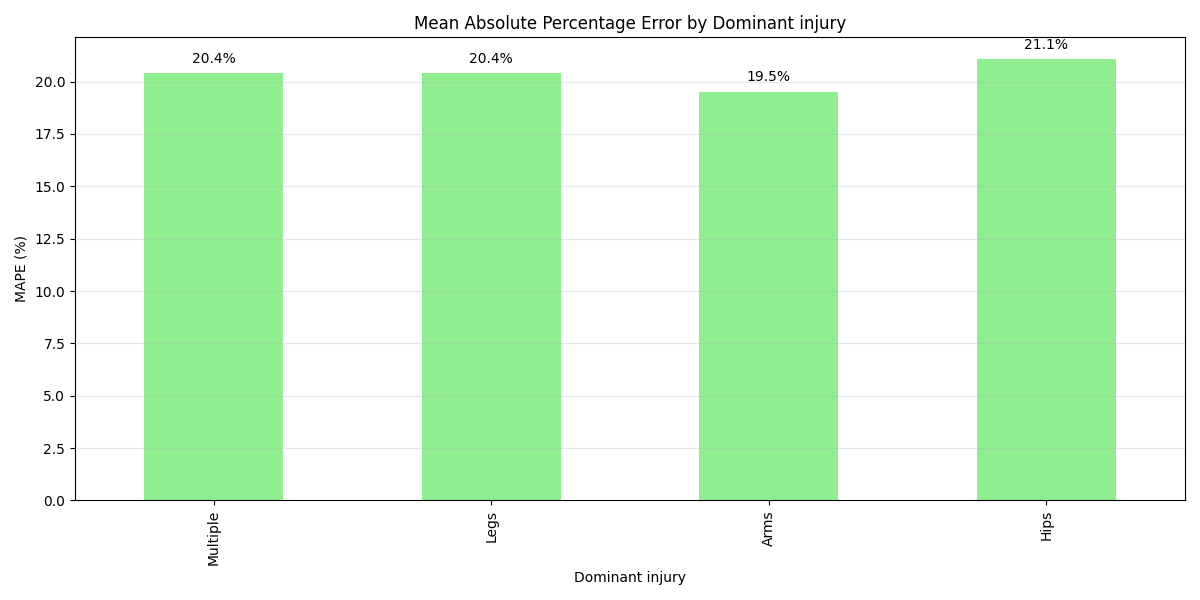 Mean Absolute Percentage Error by Dominant injury
20.4%
20.4%
19.5%
21.1%
20.0
17.5
15.0
12.5
10.0
7.5
5.0
2.5
0.0
MAPE (%)
Multiple
Legs
Arms
Hips
Dominant injury